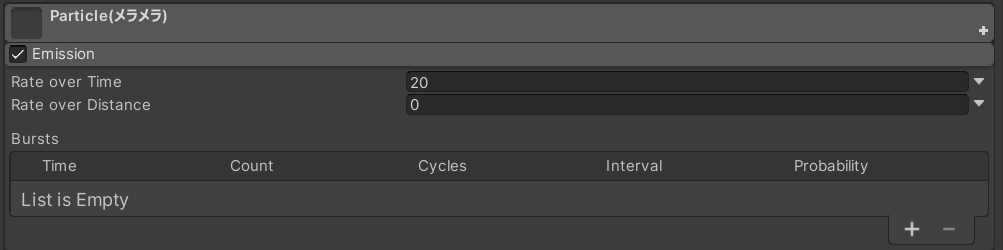 Particle(メラメラ)
Emission
Rate over Time 20
Rate over Distance 0
Bursts
Time Count Cycles Interval Probability
List is Empty